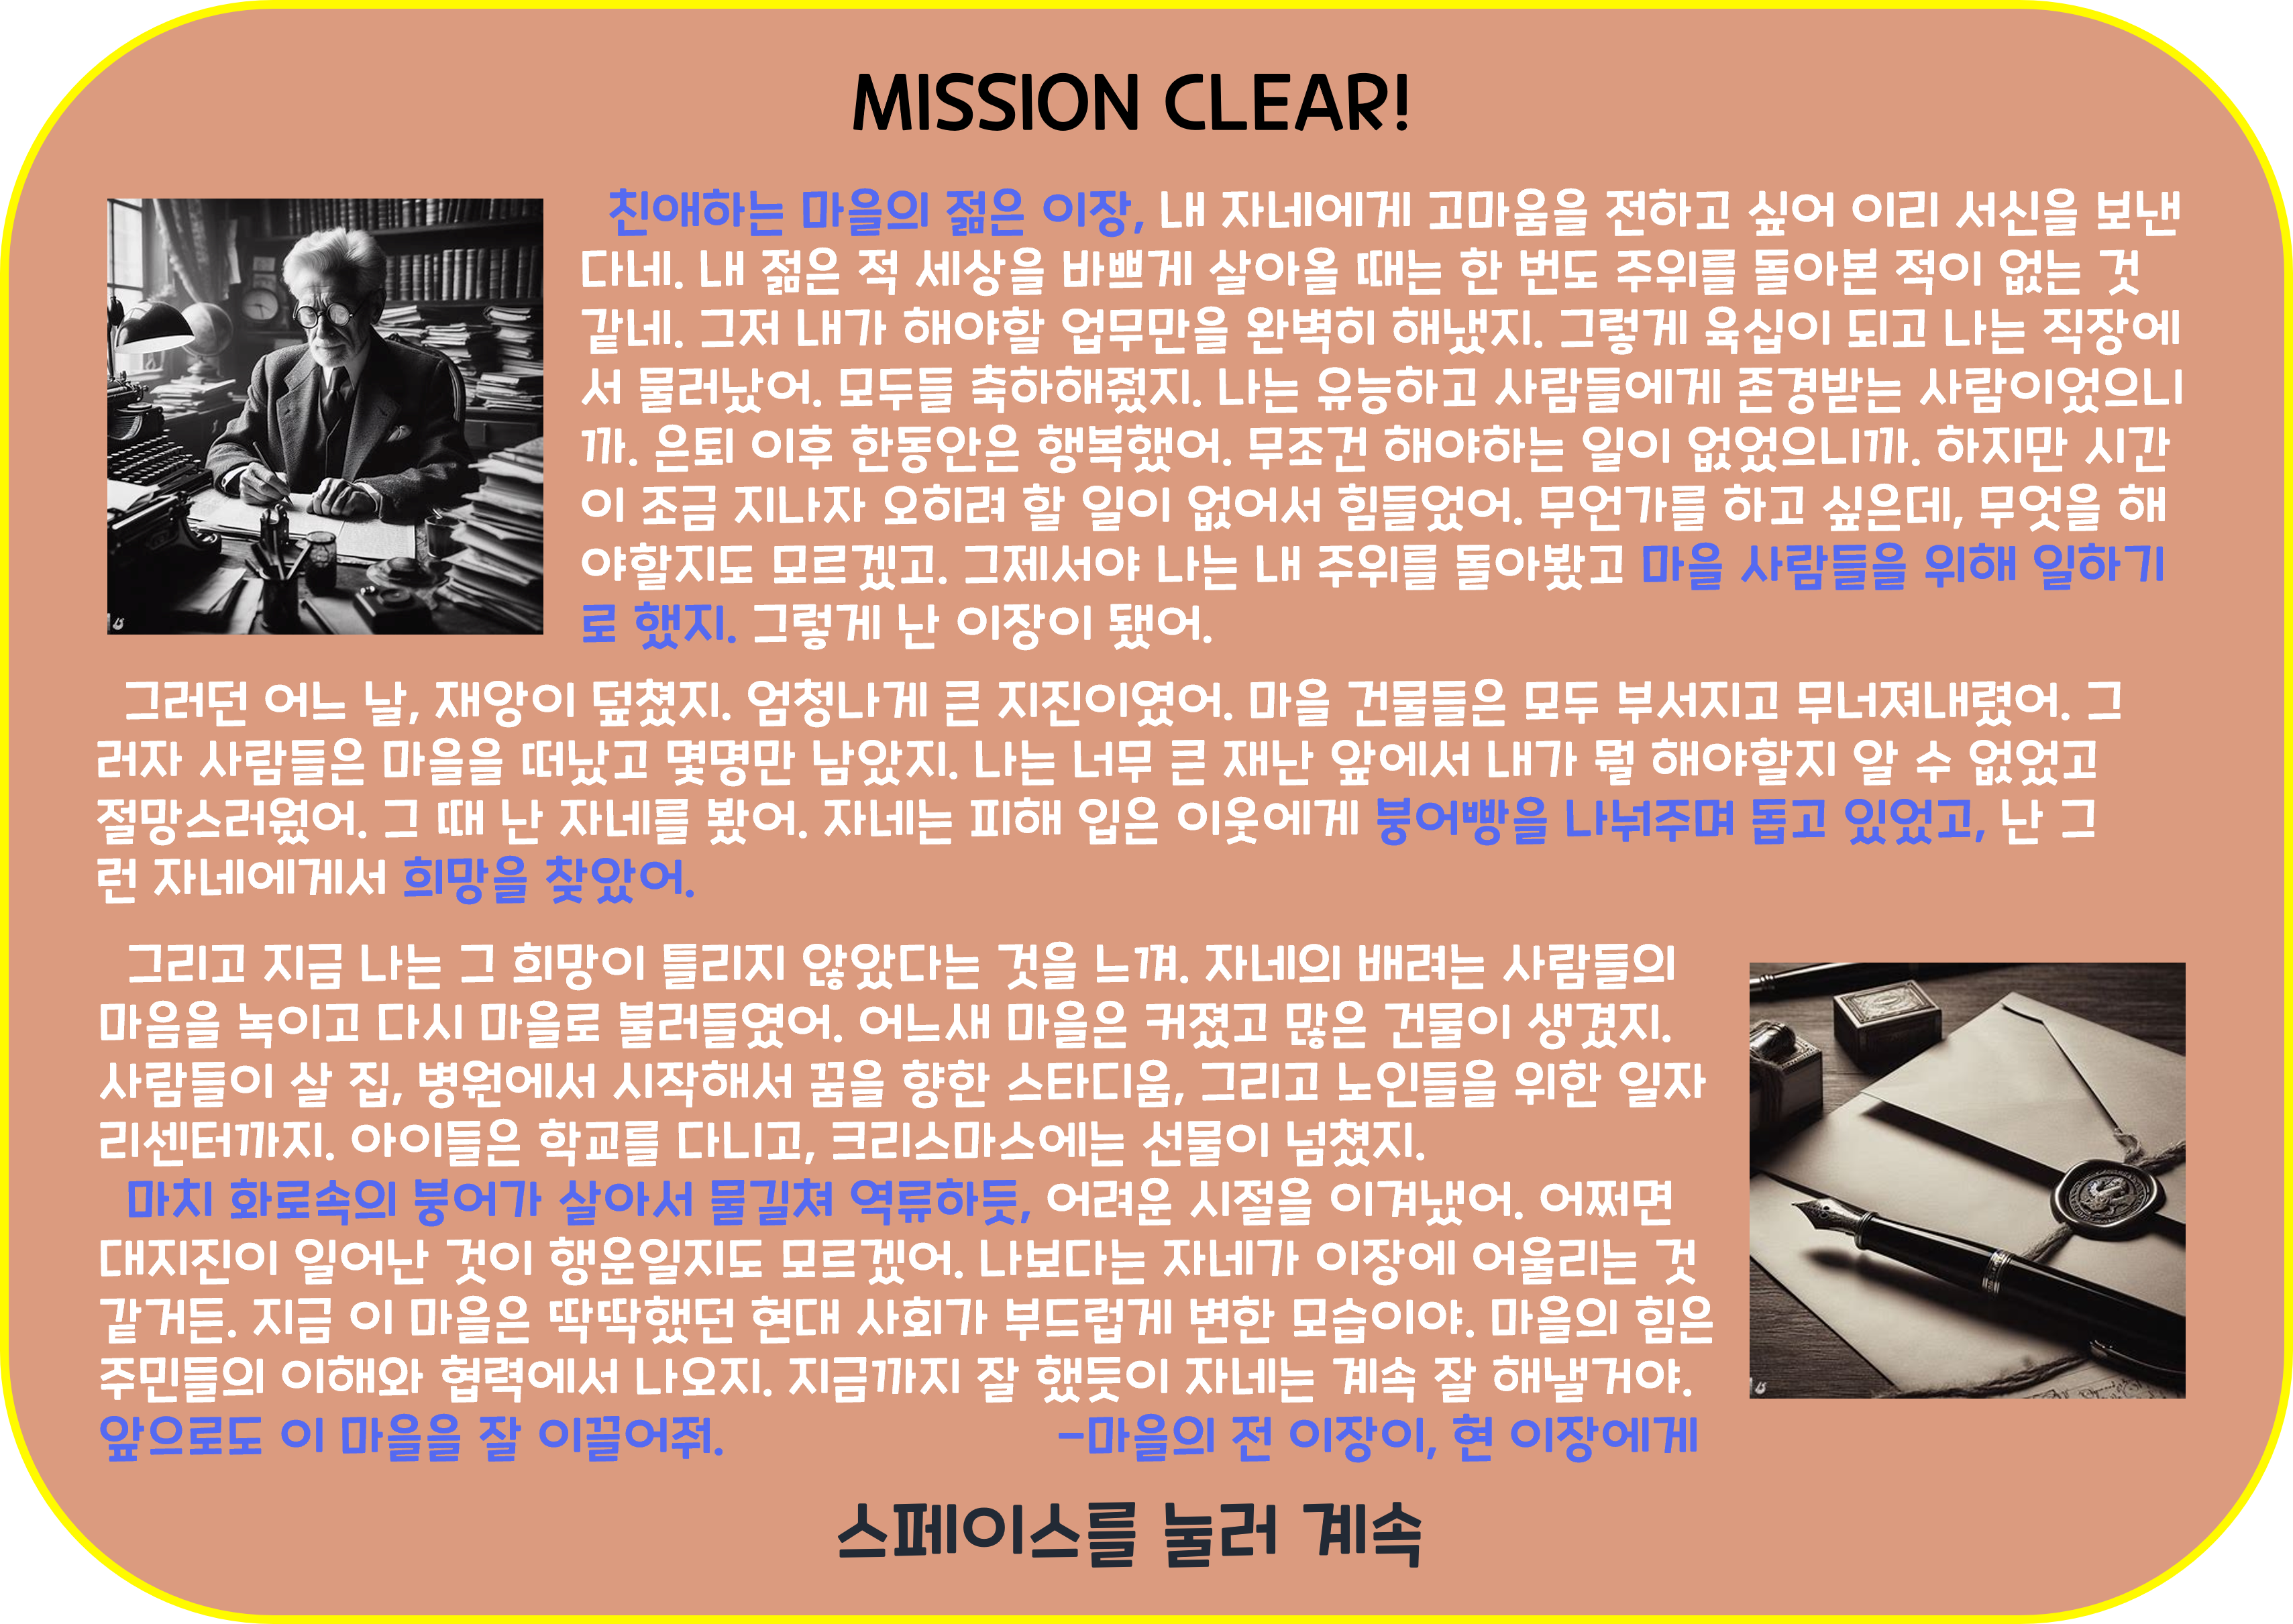 MISSION CLEAR!
친애하는 마을의 젊은 이장, 내 자네에게 고마움을 전하고 싶어 이리 서신을 보낸
다네. 내 젊은 적 세상을 바쁘게 살아올 때는 한 번도 주위를 돌아본 적이 없는 것
같네. 그저 내가 해야할 업무만을 완벽히 해냈지. 그렇게 육십이 되고 나는 직장에
서 물러났어. 모두들 축하해줬지. 나는 유능하고 사람들에게 존경받는 사람이었으니
까. 은퇴 이후 한동안은 행복했어. 무조건 해야하는 일이 없었으니까. 하지만 시간
이 조금 지나자 오히려 할 일이 없어서 힘들었어. 무언가를 하고 싶은데, 무엇을 해
야할지도 모르겠고. 그제서야 나는 내 주위를 돌아봤고 마을 사람들을 위해 일하기
로 했지. 그렇게 난 이장이 됐어.
그러던 어느 날, 재앙이 덮쳤지. 엄청나게 큰 지진이였어. 마을 건물들은 모두 부서지고 무너져내렸어. 그
러자 사람들은 마을을 떠났고 몇명만 남았지. 나는 너무 큰 재난 앞에서 내가 뭘 해야할지 알 수 없었고
절망스러웠어. 그 때 난 자네를 봤어. 자네는 피해 입은 이웃에게 붕어빵을 나눠주며 돕고 있었고, 난 그
런 자네에게서 희망을 찾았어.
그리고 지금 나는 그 희망이 틀리지 않았다는 것을 느껴. 자네의 배려는 사람들의
마음을 녹이고 다시 마을로 불러들였어. 어느새 마을은 커졌고 많은 건물이 생겼지.
사람들이 살 집, 병원에서 시작해서 꿈을 향한 스타디움, 그리고 노인들을 위한 일자
리센터까지. 아이들은 학교를 다니고, 크리스마스에는 선물이 넘쳤지.
마치 화로속의 붕어가 살아서 물길쳐 역류하듯, 어려운 시절을 이겨냈어. 어쩌면
대지진이 일어난 것이 행운일지도 모르겠어. 나보다는 자네가 이장에 어울리는 것
같거든. 지금 이 마을은 딱딱했던 현대 사회가 부드럽게 변한 모습이야. 마을의 힘은
주민들의 이해와 협력에서 나오지. 지금까지 잘 했듯이 자네는 계속 잘 해낼거야.
앞으로도 이 마을을 잘 이끌어줘. -마을의 전 이장이, 현 이장에게
스페이스를 눌러 계속